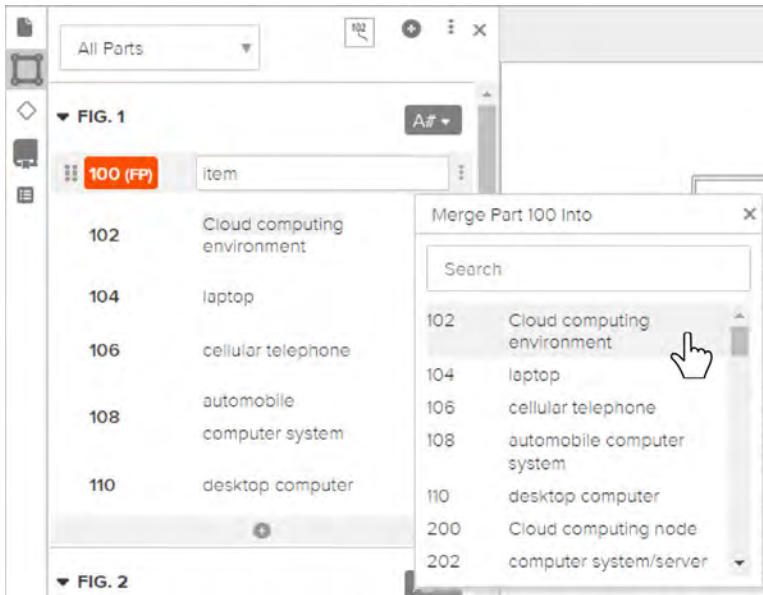 All Parts
102
FIG. 1
A#
100 (FP) item
102 Cloud computing
environment
104 laptop
106 cellular telephone
108 automobile
computer system
110 desktop computer
FIG. 2
Merge Part 100 Into
Search
102 Cloud computing
environment
104 laptop
106 cellular telephone
108 automobile computer
system
110 desktop computer
200 Cloud computing node
202 computer system/server